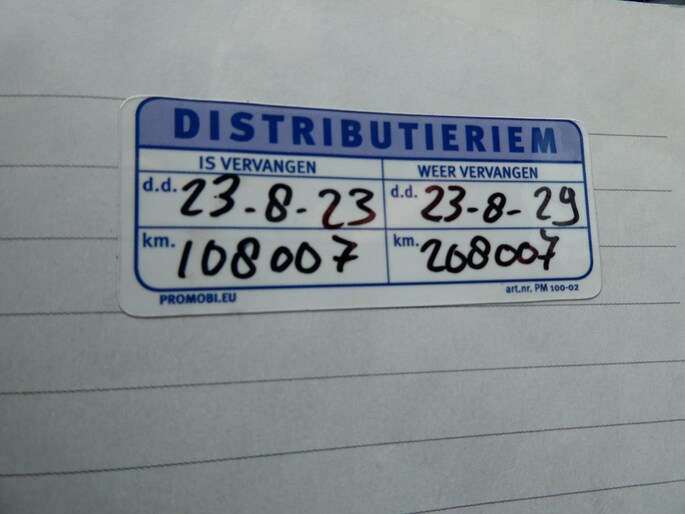 DISTRIBUTIERIEM
IS VERVANGEN WEER VERVANGEN
d.d. 23-8-23 d.d. 23-8-29
km. 108007 km. 208007
PROMOBI.EU art.nr. PM 100-02